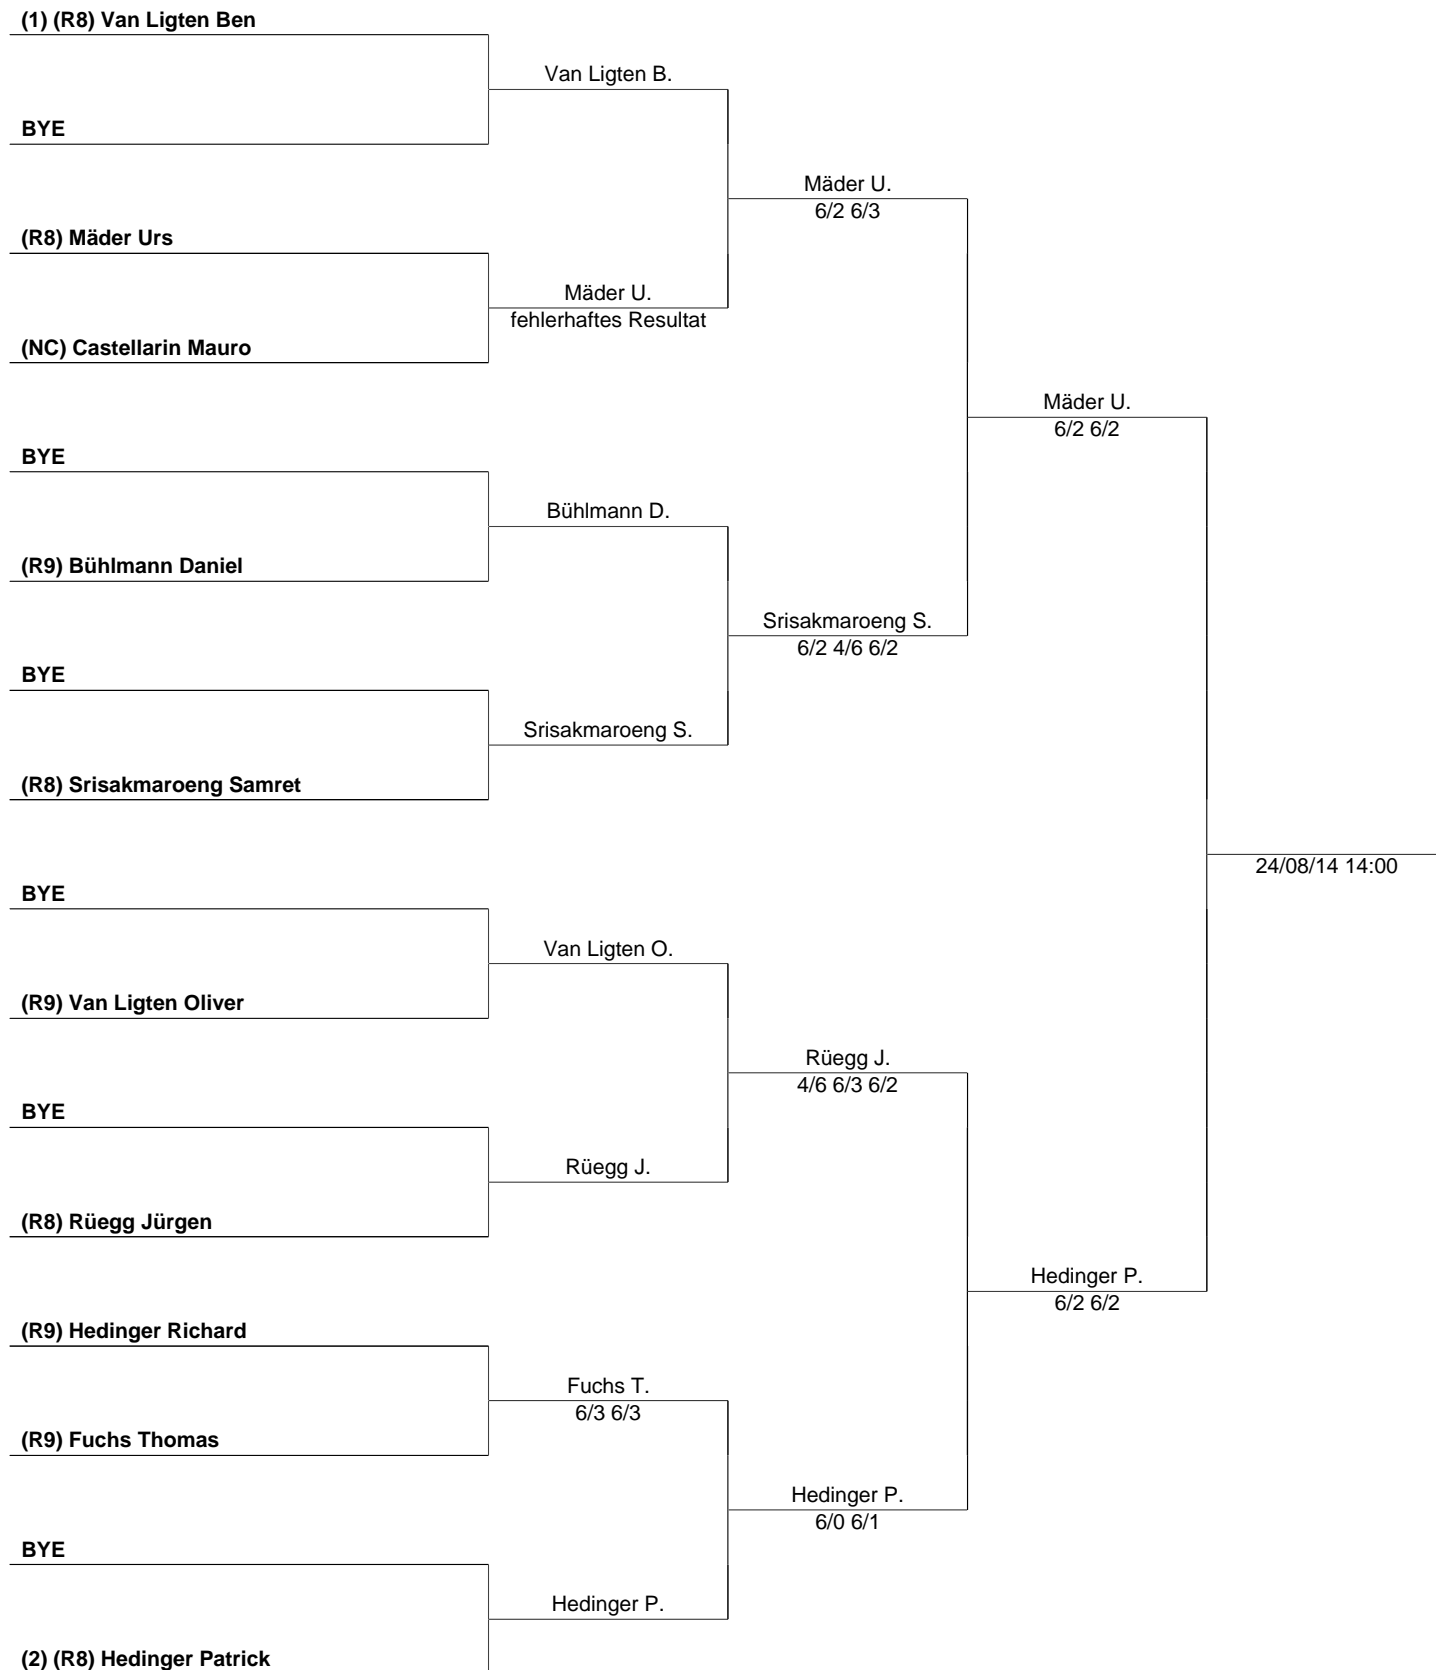 (1) (R8) Van Ligten Ben
Van Ligten B.
BYE
Mäder U.
6/2 6/3
(R8) Mäder Urs
Mäder U.
fehlerhaftes Resultat
(NC) Castellarin Mauro
Mäder U.
6/2 6/2
BYE
Bühlmann D.
(R9) Bühlmann Daniel
Srisakmaroeng S.
6/2 4/6 6/2
BYE
Srisakmaroeng S.
(R8) Srisakmaroeng Samret
24/08/14 14:00
BYE
Van Ligten O.
(R9) Van Ligten Oliver
Rüegg J.
4/6 6/3 6/2
BYE
Rüegg J.
(R8) Rüegg Jürgen
Hedinger P.
6/2 6/2
(R9) Hedinger Richard
Fuchs T.
6/3 6/3
(R9) Fuchs Thomas
Hedinger P.
6/0 6/1
BYE
Hedinger P.
(2) (R8) Hedinger Patrick